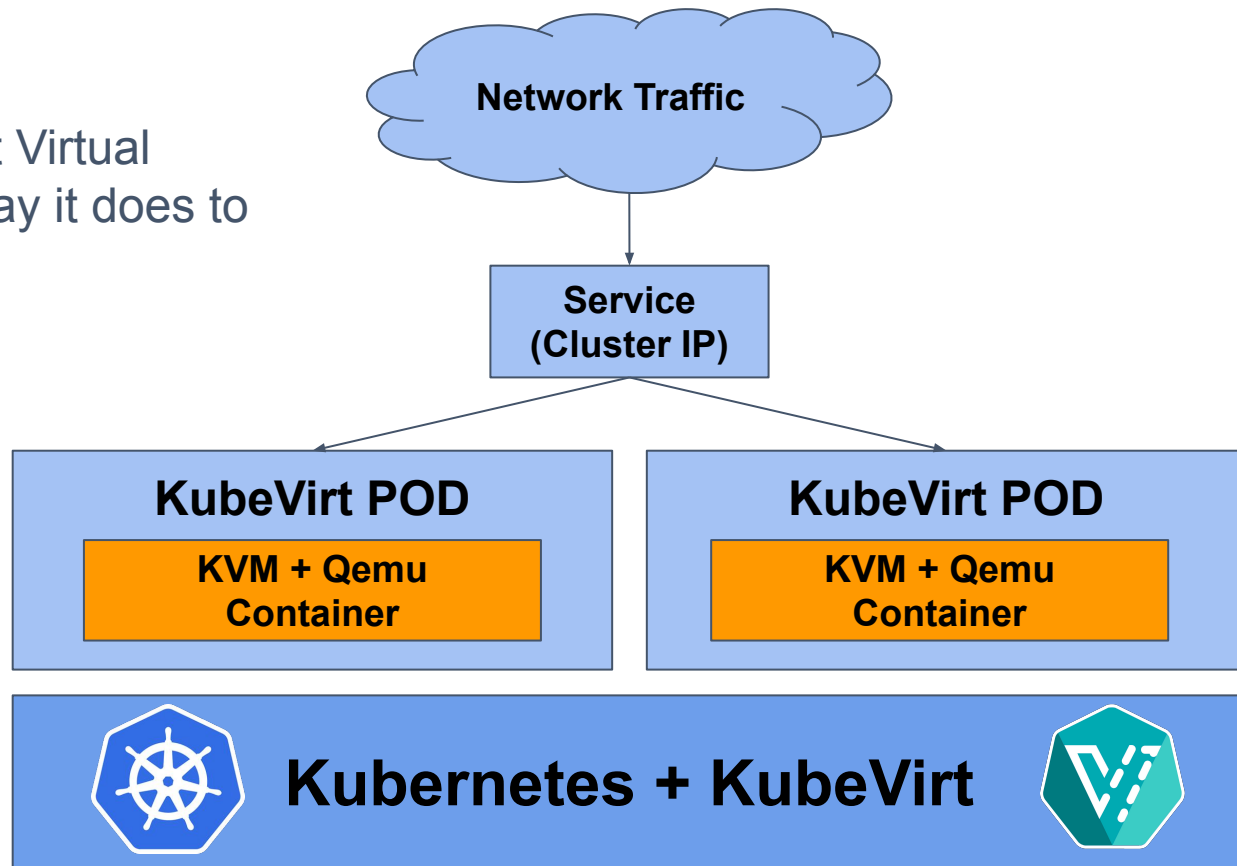 Network Traffic
: Virtual
ay it does to
Service
(Cluster IP)
KubeVirt POD
KVM + Qemu
Container
KubeVirt POD
KVM + Qemu
Container
Kubernetes + KubeVirt